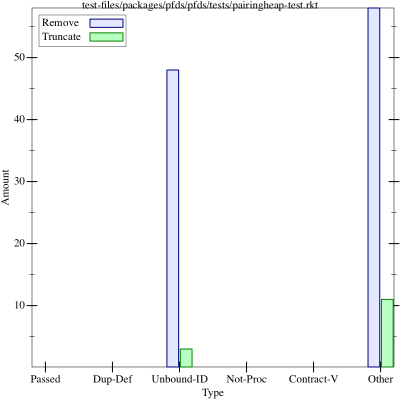 test-files/packages/pfds/pfds/tests/pairingheap-test.rkt
Remove
Truncate
50
40
30
20
10
Amount
Passed Dup-Def Unbound-ID Not-Proc Contract-V Other
Type